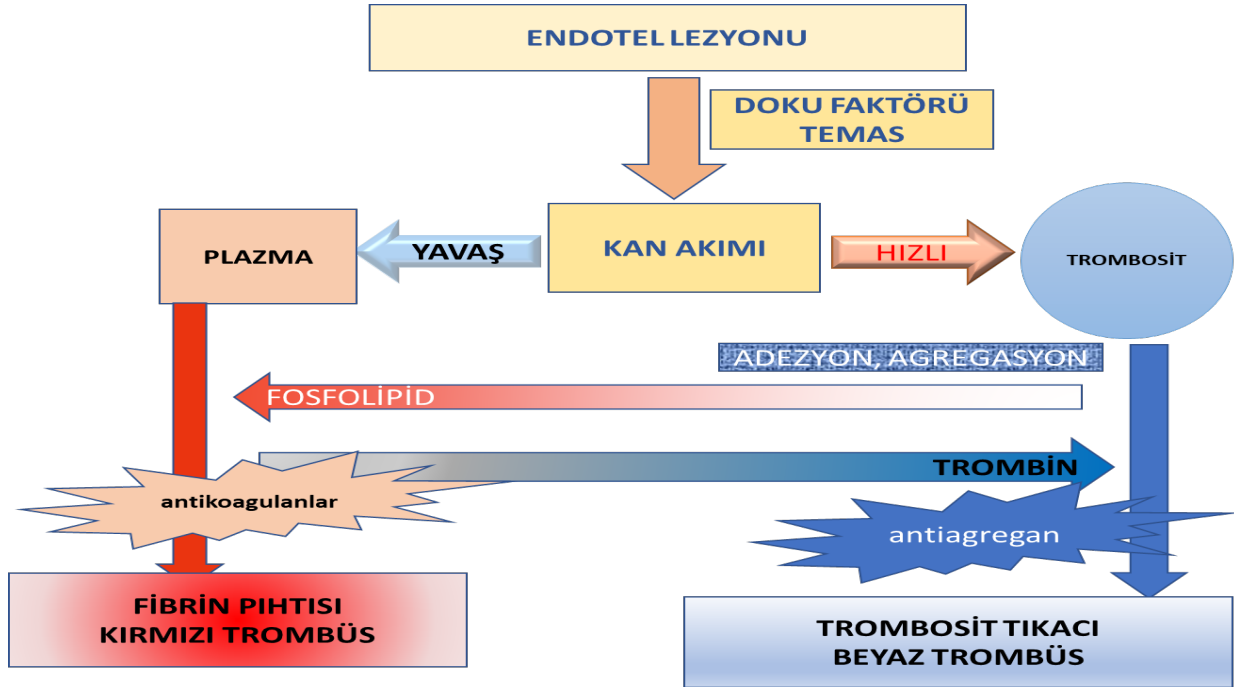 ENDOTEL LEZYONU
DOKU FAKTÖRÜ
TEMAS
PLAZMA
YAVAŞ
KAN AKIMI
HIZLI
TROMBOSİT
ADEZYON, AGREGASYON
FOSFOLİPİD
TROMBİN
antikoagulanlar
antiagregan
FİBRİN PIHTISI
KIRMIZI TROMBÜS
TROMBOSİT TIKACI
BEYAZ TROMBÜS